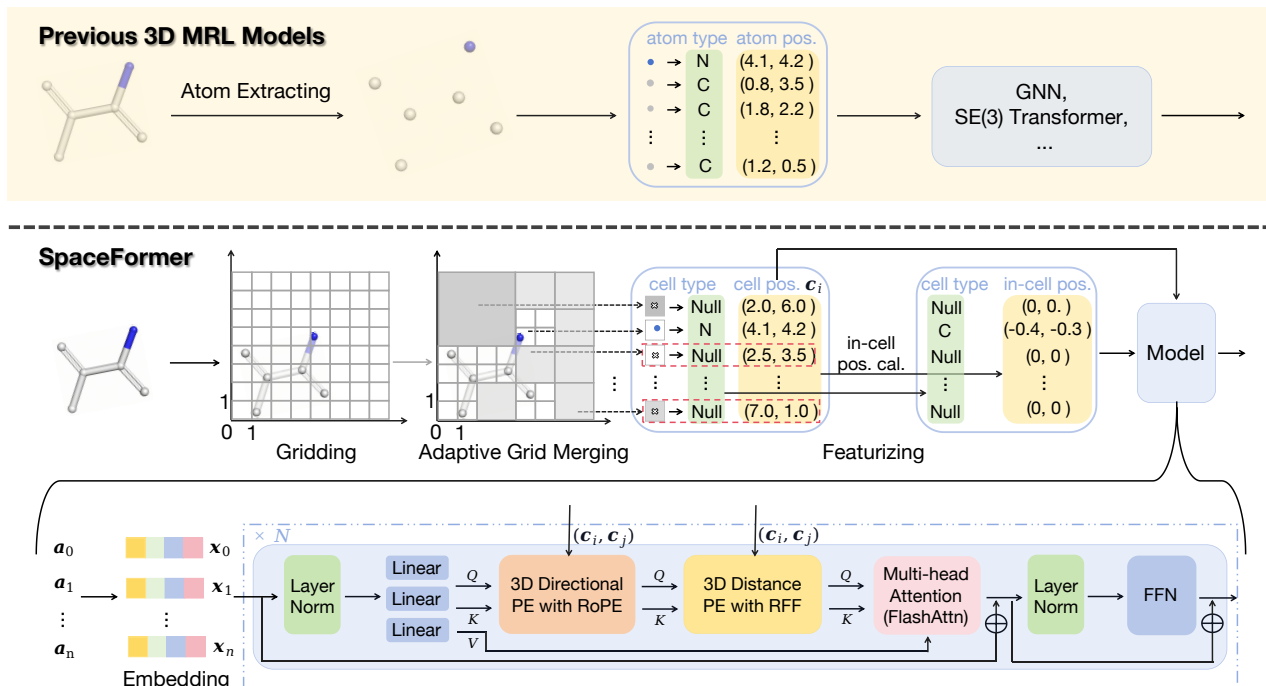 Previous 3D MRL Models
Atom Extracting
atom type atom pos.
N (4.1, 4.2 )
C (0.8, 3.5)
C (1.8, 2.2)
⋮ ⋮ ⋮
C (1.2, 0.5)
GNN,
SE(3) Transformer,
...
SpaceFormer
1
0 1
Gridding
1
0 1
Adaptive Grid Merging
cell type cell pos. c_i
Null (2.0, 6.0)
N (4.1, 4.2)
Null (2.5, 3.5)
⋮ ⋮ ⋮
Null (7.0, 1.0)
in-cell
pos. cal.
Featurizing
cell type in-cell pos.
Null (0, 0.)
C (-0.4, -0.3)
Null (0, 0)
⋮ ⋮
Null (0, 0)
Model
a_0 x_0
a_1 x_1
⋮ ⋮
a_n x_n
Embedding
× N
Layer
Norm
Linear
Linear
Linear
Q
K
V
(c_i, c_j)
3D Directional
PE with RoPE
Q
K
(c_i, c_j)
3D Distance
PE with RFF
Q
K
Multi-head
Attention
(FlashAttn)
Layer
Norm
FFN